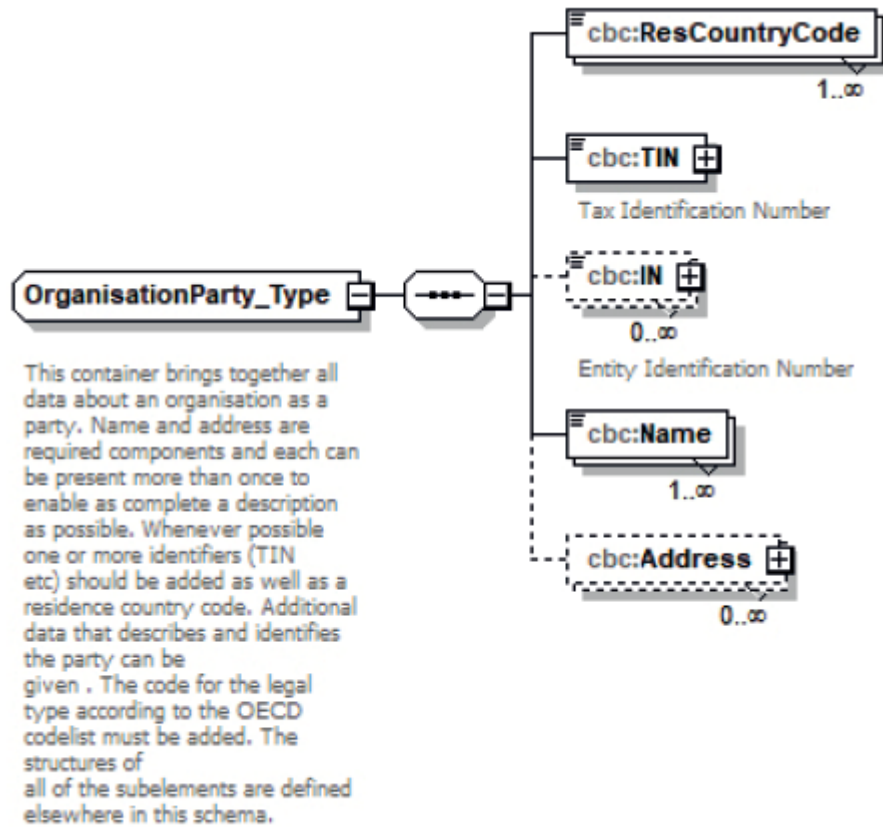 cbc:ResCountryCode
1..∞
cbc:TIN
Tax Identification Number
cbc:IN
0..∞
Entity Identification Number
OrganisationParty_Type
cbc:Name
1..∞
cbc:Address
0..∞
This container brings together all
data about an organisation as a
party. Name and address are
required components and each can
be present more than once to
enable as complete a description
as possible. Whenever possible
one or more identifiers (TIN
etc) should be added as well as a
residence country code. Additional
data that describes and identifies
the party can be
given . The code for the legal
type according to the OECD
codelist must be added. The
structures of
all of the subelements are defined
elsewhere in this schema.